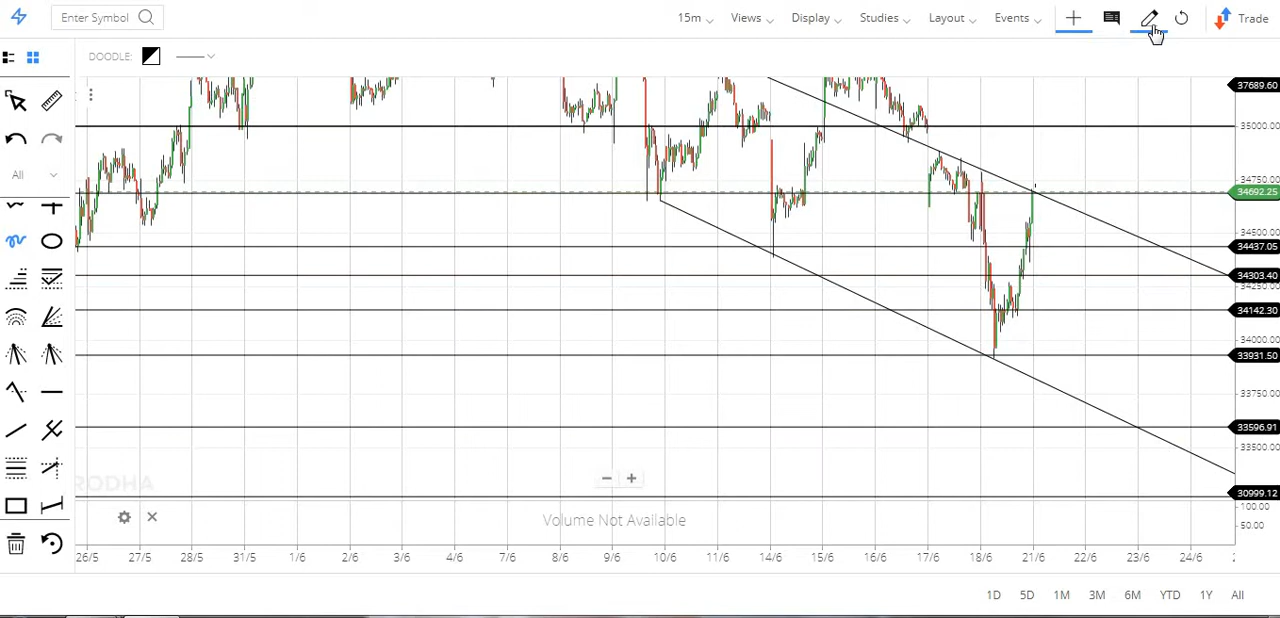 Enter Symbol
15m Views Display Studies Layout Events Trade
DOODLE:
All
37689.60
35000.00
34750.00
34692.25
34500.00
34437.05
34303.40
34250.00
34142.30
34000.00
33931.50
33750.00
33596.91
33500.00
30999.12
100.00
50.00
RODHA
Volume Not Available
26/5 27/5 28/5 31/5 1/6 2/6 3/6 4/6 7/6 8/6 9/6 10/6 11/6 14/6 15/6 16/6 17/6 18/6 21/6 22/6 23/6 24/6
1D 5D 1M 3M 6M YTD 1Y All